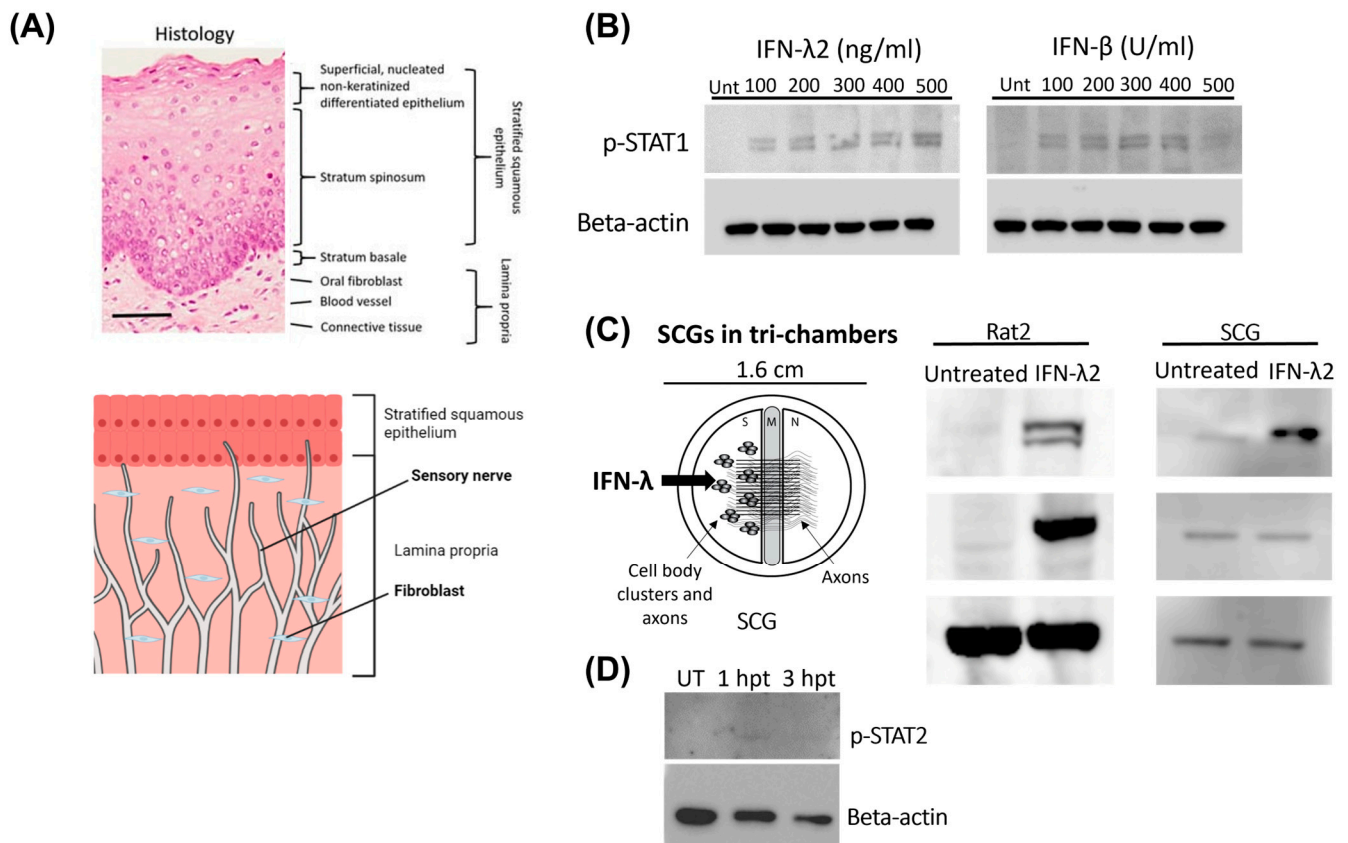 (A)
Histology
Superficial, nucleated
non-keratinized
differentiated epithelium
Stratum spinosum
Stratum basale
Oral fibroblast
Blood vessel
Connective tissue
Stratified squamous
epithelium
Lamina propria
Stratified squamous
epithelium
Sensory nerve
Lamina propria
Fibroblast
(B)
IFN-λ2 (ng/ml)
Unt 100 200 300 400 500
IFN-β (U/ml)
Unt 100 200 300 400 500
p-STAT1
Beta-actin
(C)
SCGs in tri-chambers
1.6 cm
S M N
IFN-λ
Cell body
clusters and
axons
Axons
SCG
Rat2
Untreated IFN-λ2
SCG
Untreated IFN-λ2
(D)
UT 1 hpt 3 hpt
p-STAT2
Beta-actin